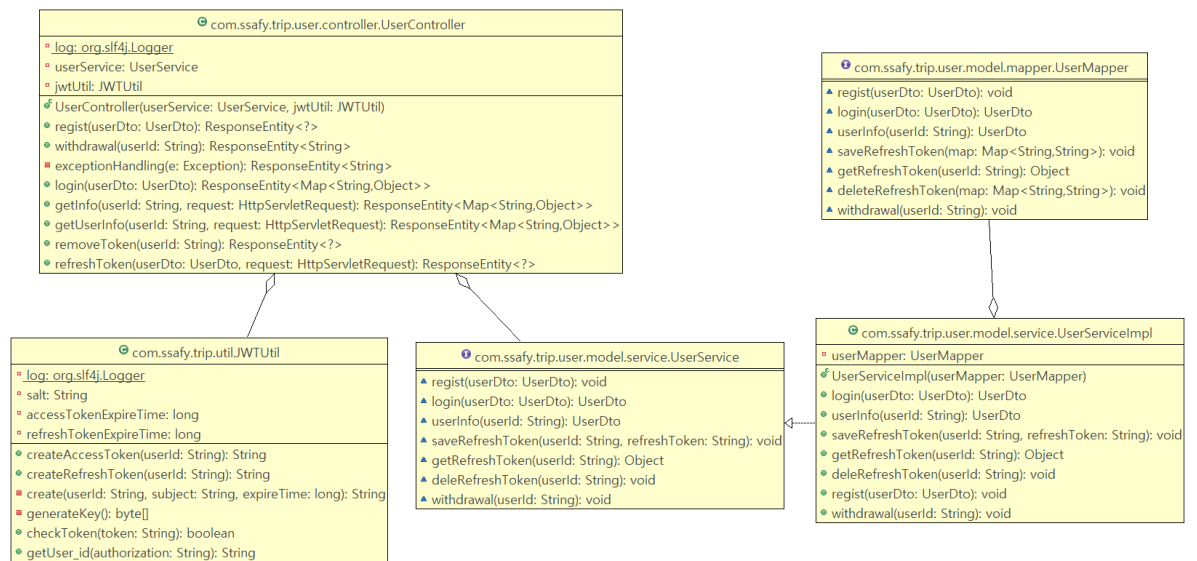 com.ssafy.trip.user.controller.UserController
log: org.slf4j.Logger
userService: UserService
jwtUtil: JWTUtil
UserController(userService: UserService, jwtUtil: JWTUtil)
regist(userDto: UserDto): ResponseEntity<?>
withdrawal(userId: String): ResponseEntity<String>
exceptionHandling(e: Exception): ResponseEntity<String>
login(userDto: UserDto): ResponseEntity<Map<String,Object>>
getInfo(userId: String, request: HttpServletRequest): ResponseEntity<Map<String,Object>>
getUserInfo(userId: String, request: HttpServletRequest): ResponseEntity<Map<String,Object>>
removeToken(userId: String): ResponseEntity<?>
refreshToken(userDto: UserDto, request: HttpServletRequest): ResponseEntity<?>
com.ssafy.trip.user.model.mapper.UserMapper
regist(userDto: UserDto): void
login(userDto: UserDto): UserDto
userInfo(userId: String): UserDto
saveRefreshToken(map: Map<String,String>): void
getRefreshToken(userId: String): Object
deleteRefreshToken(map: Map<String,String>): void
withdrawal(userId: String): void
com.ssafy.trip.util.JWTUtil
log: org.slf4j.Logger
salt: String
accessTokenExpireTime: long
refreshTokenExpireTime: long
createAccessToken(userId: String): String
createRefreshToken(userId: String): String
create(userId: String, subject: String, expireTime: long): String
generateKey(): byte[]
checkToken(token: String): boolean
getUser_id(authorization: String): String
com.ssafy.trip.user.model.service.UserService
regist(userDto: UserDto): void
login(userDto: UserDto): UserDto
userInfo(userId: String): UserDto
saveRefreshToken(userId: String, refreshToken: String): void
getRefreshToken(userId: String): Object
deleRefreshToken(userId: String): void
withdrawal(userId: String): void
com.ssafy.trip.user.model.service.UserServiceImpl
userMapper: UserMapper
UserServiceImpl(userMapper: UserMapper)
login(userDto: UserDto): UserDto
userInfo(userId: String): UserDto
saveRefreshToken(userId: String, refreshToken: String): void
getRefreshToken(userId: String): Object
deleRefreshToken(userId: String): void
regist(userDto: UserDto): void
withdrawal(userId: String): void